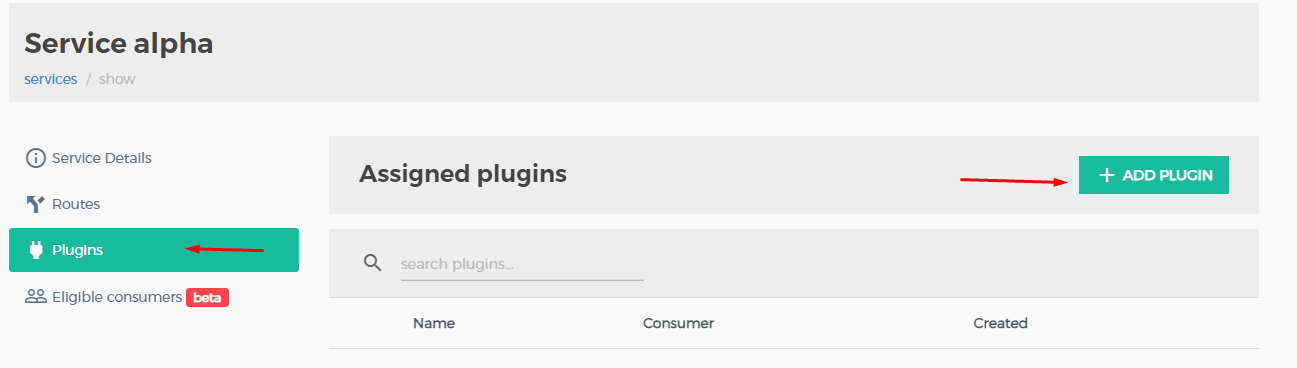 Service alpha
services / show
Service Details
Routes
Plugins
Eligible consumers beta
Assigned plugins
+ ADD PLUGIN
search plugins...
Name Consumer Created